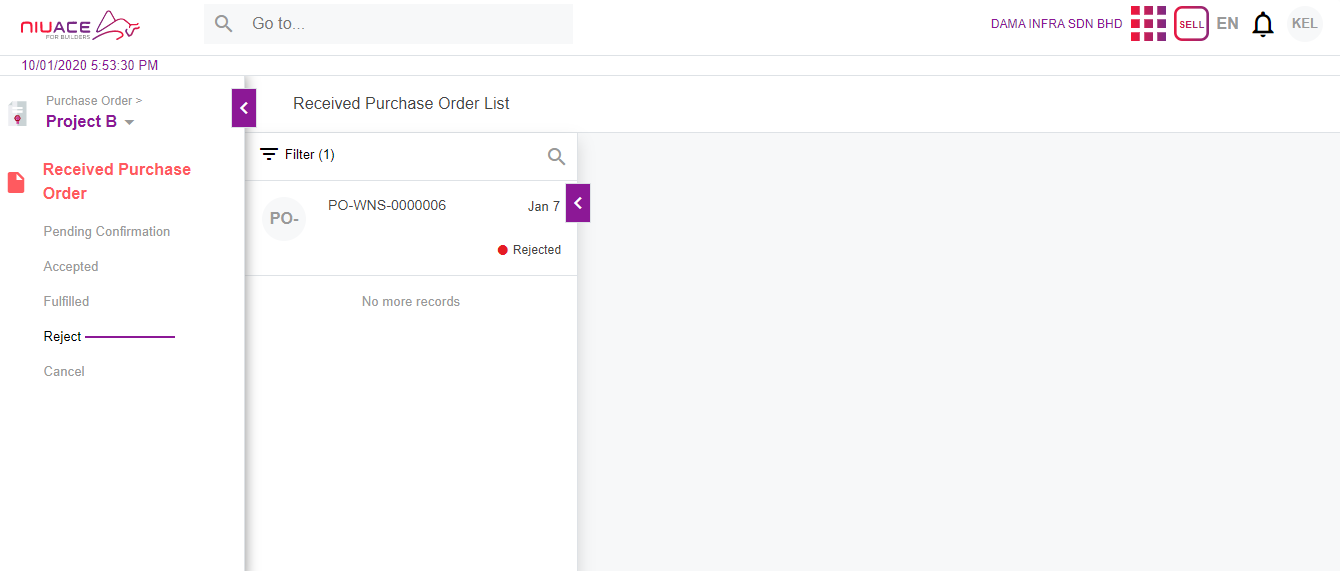 NIUACE
FOR BUILDERS
Go to...
DAMA INFRA SDN BHD
SELL
EN
KEL
10/01/2020 5:53:30 PM
Purchase Order >
Project B
Received Purchase Order List
Received Purchase
Order
Pending Confirmation
Accepted
Fulfilled
Reject
Cancel
Filter (1)
PO-
PO-WNS-0000006
Jan 7
Rejected
No more records